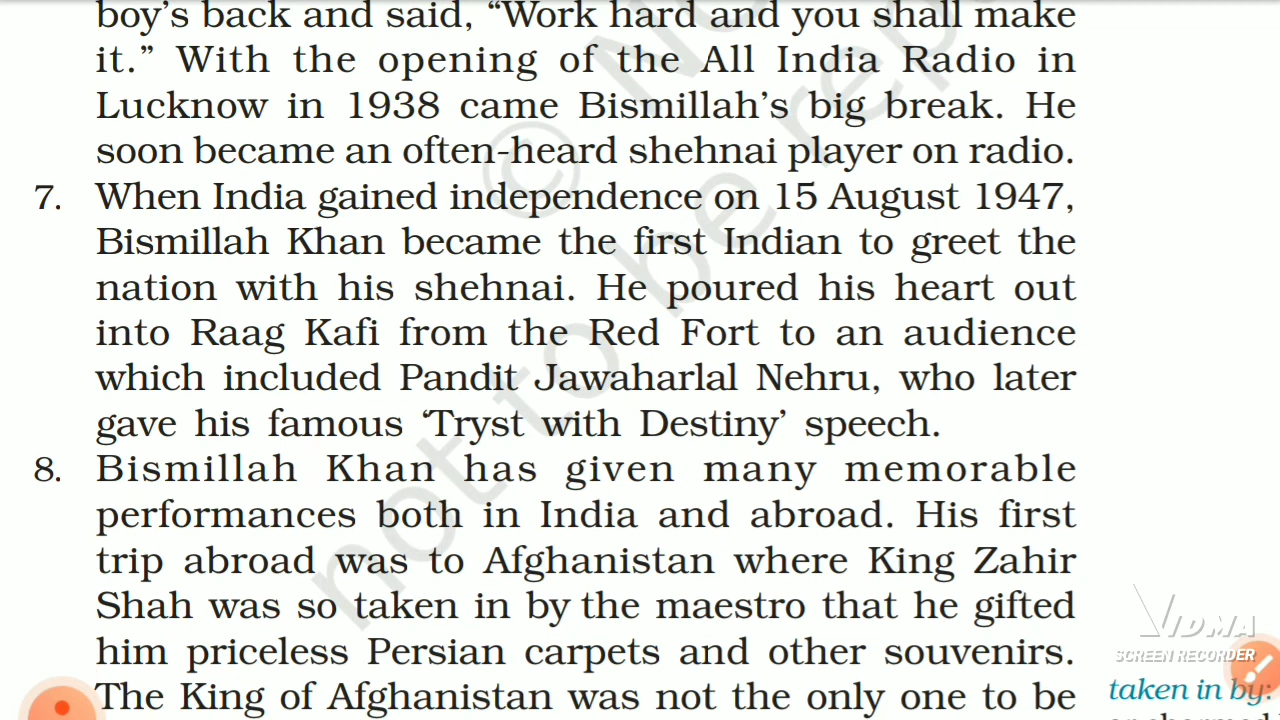 boy's back and said, “Work hard and you shall make
it.” With the opening of the All India Radio in
Lucknow in 1938 came Bismillah's big break. He
soon became an often-heard shehnai player on radio.
7. When India gained independence on 15 August 1947,
Bismillah Khan became the first Indian to greet the
nation with his shehnai. He poured his heart out
into Raag Kafi from the Red Fort to an audience
which included Pandit Jawaharlal Nehru, who later
gave his famous ‘Tryst with Destiny’ speech.
8. Bismillah Khan has given many memorable
performances both in India and abroad. His first
trip abroad was to Afghanistan where King Zahir
Shah was so taken in by the maestro that he gifted
him priceless Persian carpets and other souvenirs.
The King of Afghanistan was not the only one to be
© not to be
VIDMA
SCREEN RECORDER
taken in by: